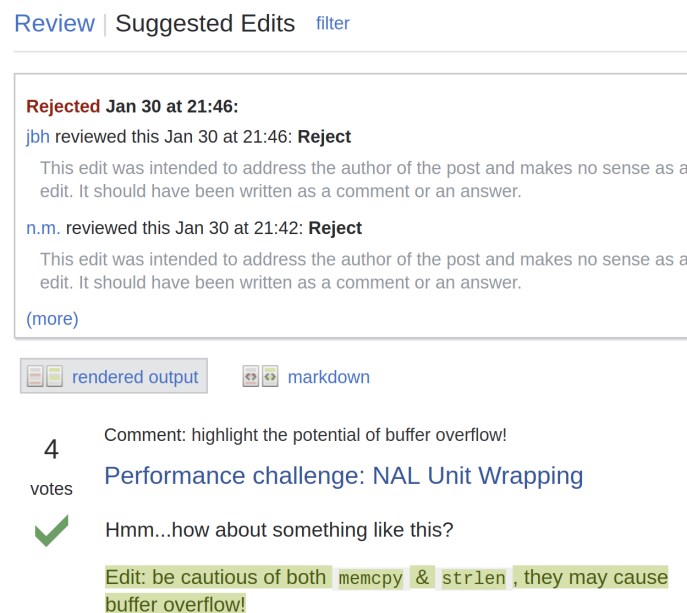 Review | Suggested Edits filter
Rejected Jan 30 at 21:46:
jbh reviewed this Jan 30 at 21:46: Reject
This edit was intended to address the author of the post and makes no sense as a
edit. It should have been written as a comment or an answer.
n.m. reviewed this Jan 30 at 21:42: Reject
This edit was intended to address the author of the post and makes no sense as a
edit. It should have been written as a comment or an answer.
(more)
rendered output markdown
Comment: highlight the potential of buffer overflow!
4
votes
Performance challenge: NAL Unit Wrapping
Hmm...how about something like this?
Edit: be cautious of both memcpy & strlen, they may cause
buffer overflow!